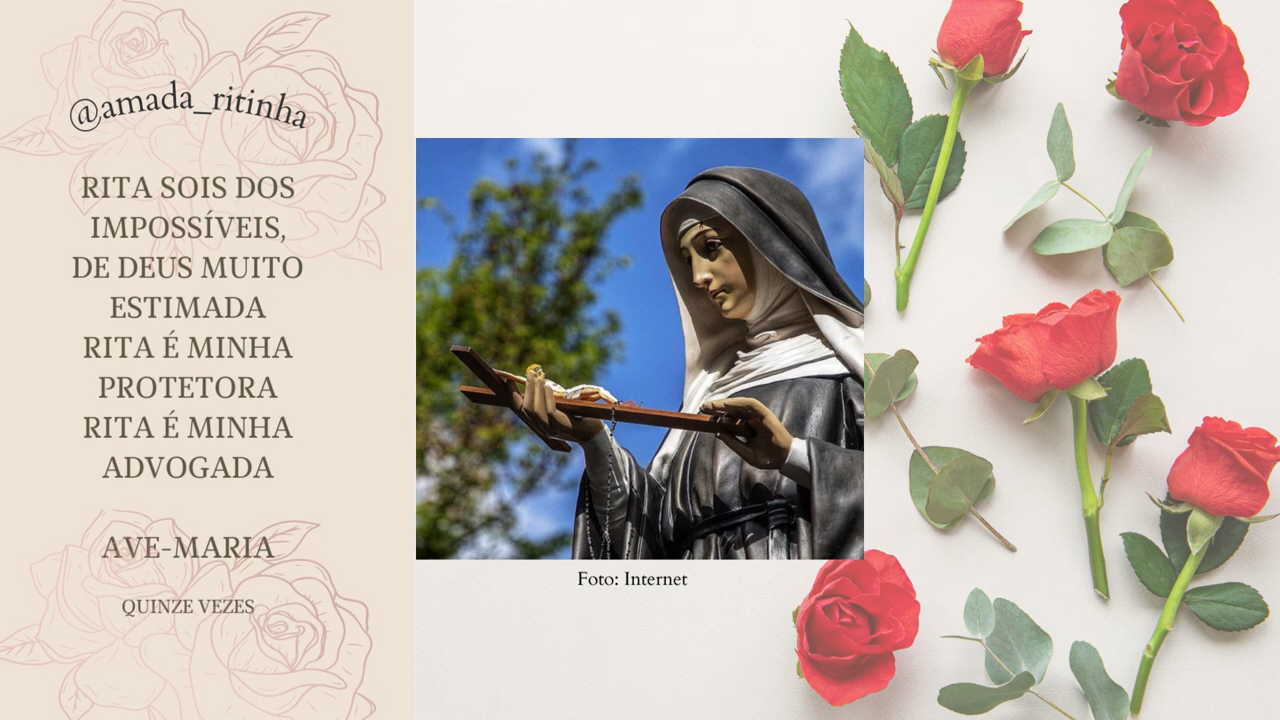 @amada_ritinha
RITA SOIS DOS
IMPOSSÍVEIS,
DE DEUS MUITO
ESTIMADA
RITA É MINHA
PROTETORA
RITA É MINHA
ADVOGADA
AVE-MARIA
QUINZE VEZES
Foto: Internet